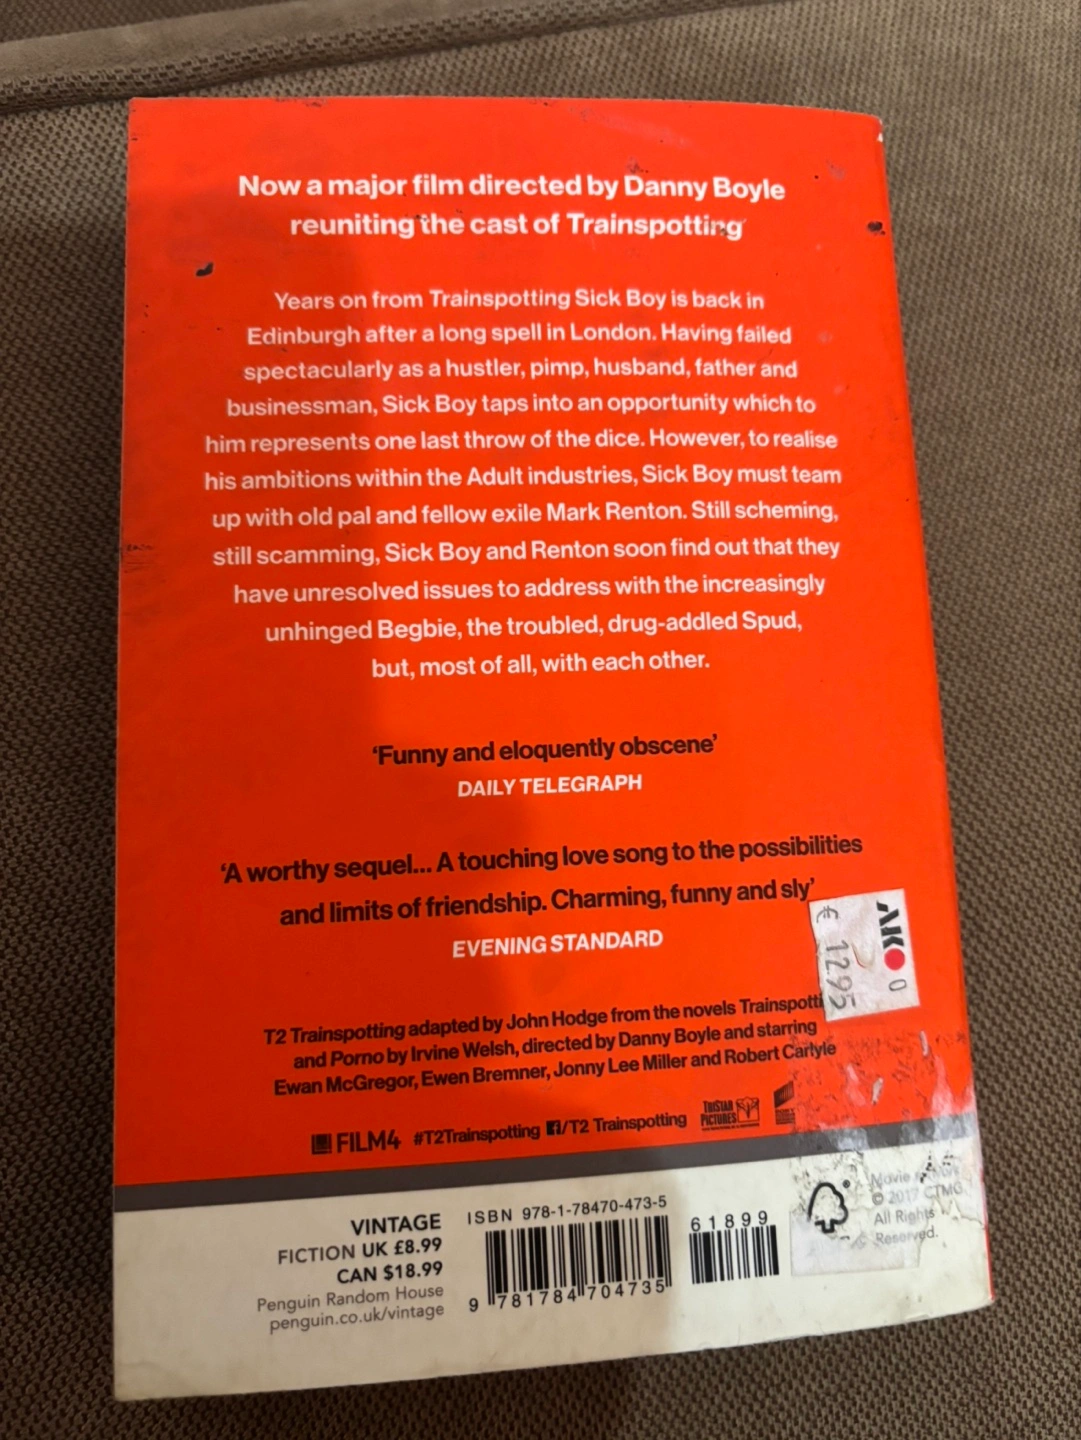 Now a major film directed by Danny Boyle
reuniting the cast of Trainspotting
Years on from Trainspotting Sick Boy is back in
Edinburgh after a long spell in London. Having failed
spectacularly as a hustler, pimp, husband, father and
businessman, Sick Boy taps into an opportunity which to
him represents one last throw of the dice. However, to realise
his ambitions within the Adult industries, Sick Boy must team
up with old pal and fellow exile Mark Renton. Still scheming,
still scamming, Sick Boy and Renton soon find out that they
have unresolved issues to address with the increasingly
unhinged Begbie, the troubled, drug-addled Spud,
but, most of all, with each other.
‘Funny and eloquently obscene’
DAILY TELEGRAPH
‘A worthy sequel... A touching love song to the possibilities
and limits of friendship. Charming, funny and sly’
EVENING STANDARD
AKO
0
€ 1295
T2 Trainspotting adapted by John Hodge from the novels Trainspotti
and Porno by Irvine Welsh, directed by Danny Boyle and starring
Ewan McGregor, Ewen Bremner, Jonny Lee Miller and Robert Carlyle
FILM4 #T2Trainspotting f/T2 Trainspotting TRISTAR PICTURES
VINTAGE
FICTION UK £8.99
CAN $18.99
Penguin Random House
penguin.co.uk/vintage
ISBN 978-1-78470-473-5
9 781784 704735
61899
Movie
© 2017 CTMG
All Rights
Reserved.